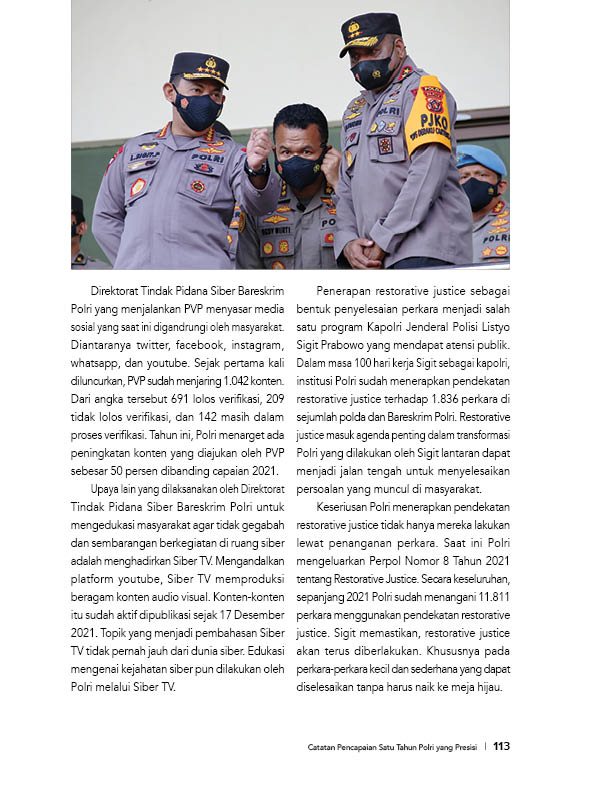 L.SIGIT.P
POLRI
POLRI
PJKO
POLRI
Direktorat Tindak Pidana Siber Bareskrim
Polri yang menjalankan PVP menyasar media
sosial yang saat ini digandrungi oleh masyarakat.
Diantaranya twitter, facebook, instagram,
whatsapp, dan youtube. Sejak pertama kali
diluncurkan, PVP sudah menjaring 1.042 konten.
Dari angka tersebut 691 lolos verifikasi, 209
tidak lolos verifikasi, dan 142 masih dalam
proses verifikasi. Tahun ini, Polri menarget ada
peningkatan konten yang diajukan oleh PVP
sebesar 50 persen dibanding capaian 2021.
Upaya lain yang dilaksanakan oleh Direktorat
Tindak Pidana Siber Bareskrim Polri untuk
mengedukasi masyarakat agar tidak gegabah
dan sembarangan berkegiatan di ruang siber
adalah menghadirkan Siber TV. Mengandalkan
platform youtube, Siber TV memproduksi
beragam konten audio visual. Konten-konten
itu sudah aktif dipublikasi sejak 17 Desember
2021. Topik yang menjadi pembahasan Siber
TV tidak pernah jauh dari dunia siber. Edukasi
mengenai kejahatan siber pun dilakukan oleh
Polri melalui Siber TV.
Penerapan restorative justice sebagai
bentuk penyelesaian perkara menjadi salah
satu program Kapolri Jenderal Polisi Listyo
Sigit Prabowo yang mendapat atensi publik.
Dalam masa 100 hari kerja Sigit sebagai kapolri,
institusi Polri sudah menerapkan pendekatan
restorative justice terhadap 1.836 perkara di
sejumlah polda dan Bareskrim Polri. Restorative
justice masuk agenda penting dalam transformasi
Polri yang dilakukan oleh Sigit lantaran dapat
menjadi jalan tengah untuk menyelesaikan
persoalan yang muncul di masyarakat.
Keseriusan Polri menerapkan pendekatan
restorative justice tidak hanya mereka lakukan
lewat penanganan perkara. Saat ini Polri
mengeluarkan Perpol Nomor 8 Tahun 2021
tentang Restorative Justice. Secara keseluruhan,
sepanjang 2021 Polri sudah menangani 11.811
perkara menggunakan pendekatan restorative
justice. Sigit memastikan, restorative justice
akan terus diberlakukan. Khususnya pada
perkara-perkara kecil dan sederhana yang dapat
diselesaikan tanpa harus naik ke meja hijau.
Catatan Pencapaian Satu Tahun Polri yang Presisi | 113